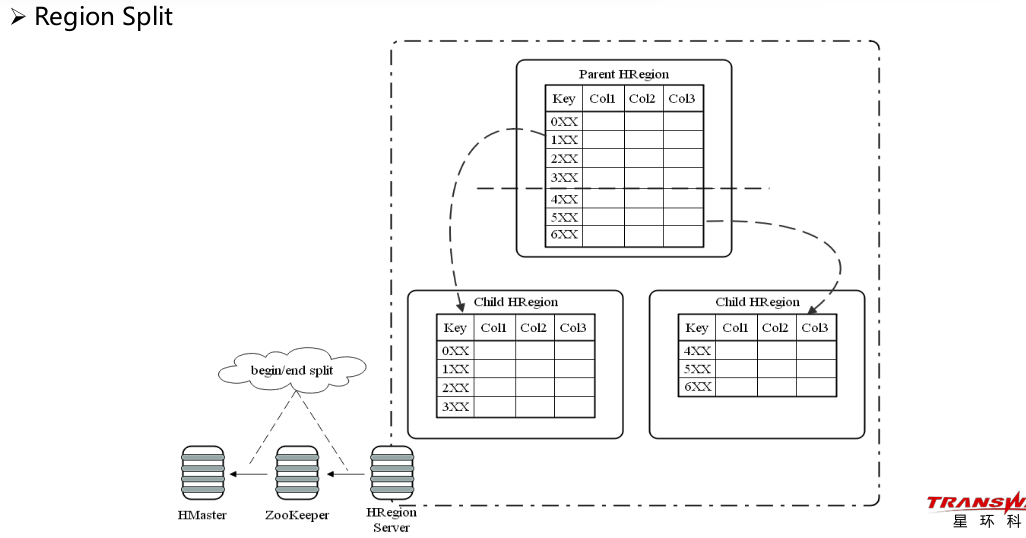 ➢ Region Split
Parent HRegion
Key Col1 Col2 Col3
0XX
1XX
2XX
3XX
4XX
5XX
6XX
Child HRegion
Key Col1 Col2 Col3
0XX
1XX
2XX
3XX
Child HRegion
Key Col1 Col2 Col3
4XX
5XX
6XX
begin/end split
HMaster
ZooKeeper
HRegion
Server
TRANSW
星 环 科